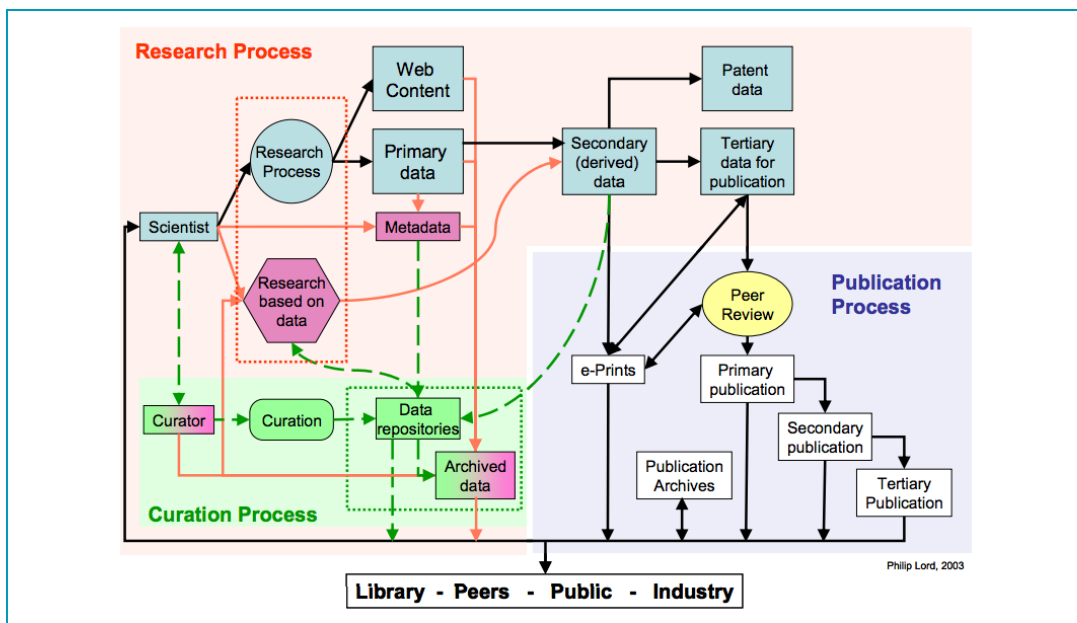 Research Process
Web
Content
Patent
data
Research
Process
Primary
data
Secondary
(derived)
data
Tertiary
data for
publication
Scientist
Metadata
Research
based on
data
Publication
Process
Peer
Review
e-Prints
Primary
publication
Curator
Curation
Data
repositories
Secondary
publication
Archived
data
Publication
Archives
Tertiary
Publication
Curation Process
Philip Lord, 2003
Library - Peers - Public - Industry